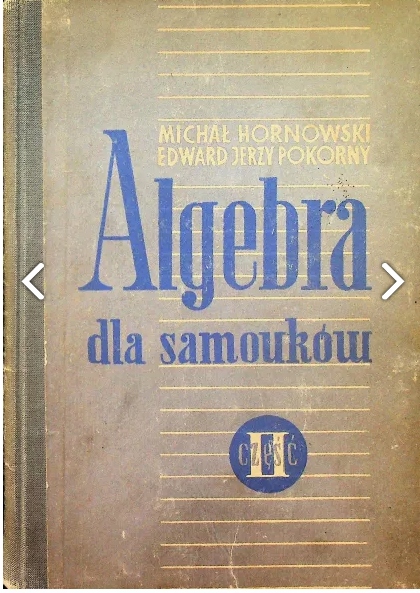 MICHAŁ HORNOWSKI
EDWARD JERZY POKORNY
Algebra
dla samouków
część II